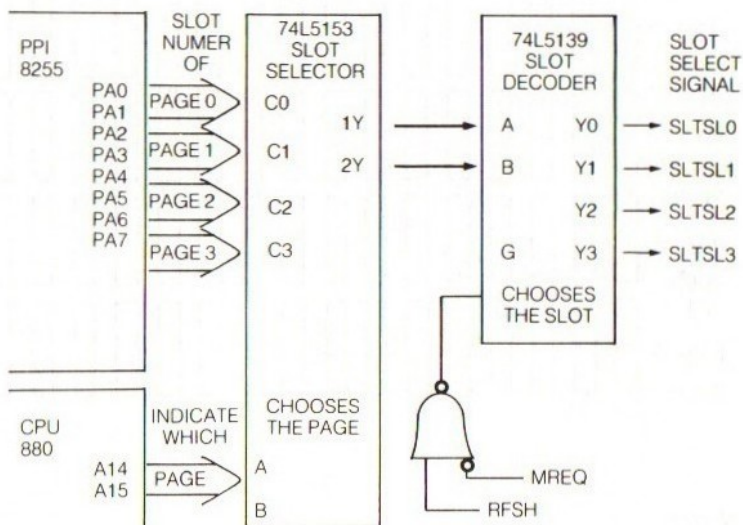 PPI
8255
PA0
PA1
PA2
PA3
PA4
PA5
PA6
PA7
SLOT
NUMER
OF
PAGE 0
PAGE 1
PAGE 2
PAGE 3
74L5153
SLOT
SELECTOR
C0
C1
C2
C3
1Y
2Y
CHOOSES
THE PAGE
A
B
CPU
880
A14
A15
INDICATE
WHICH
PAGE
74L5139
SLOT
DECODER
A
B
G
Y0
Y1
Y2
Y3
CHOOSES
THE SLOT
SLOT
SELECT
SIGNAL
SLTSL0
SLTSL1
SLTSL2
SLTSL3
MREQ
RFSH